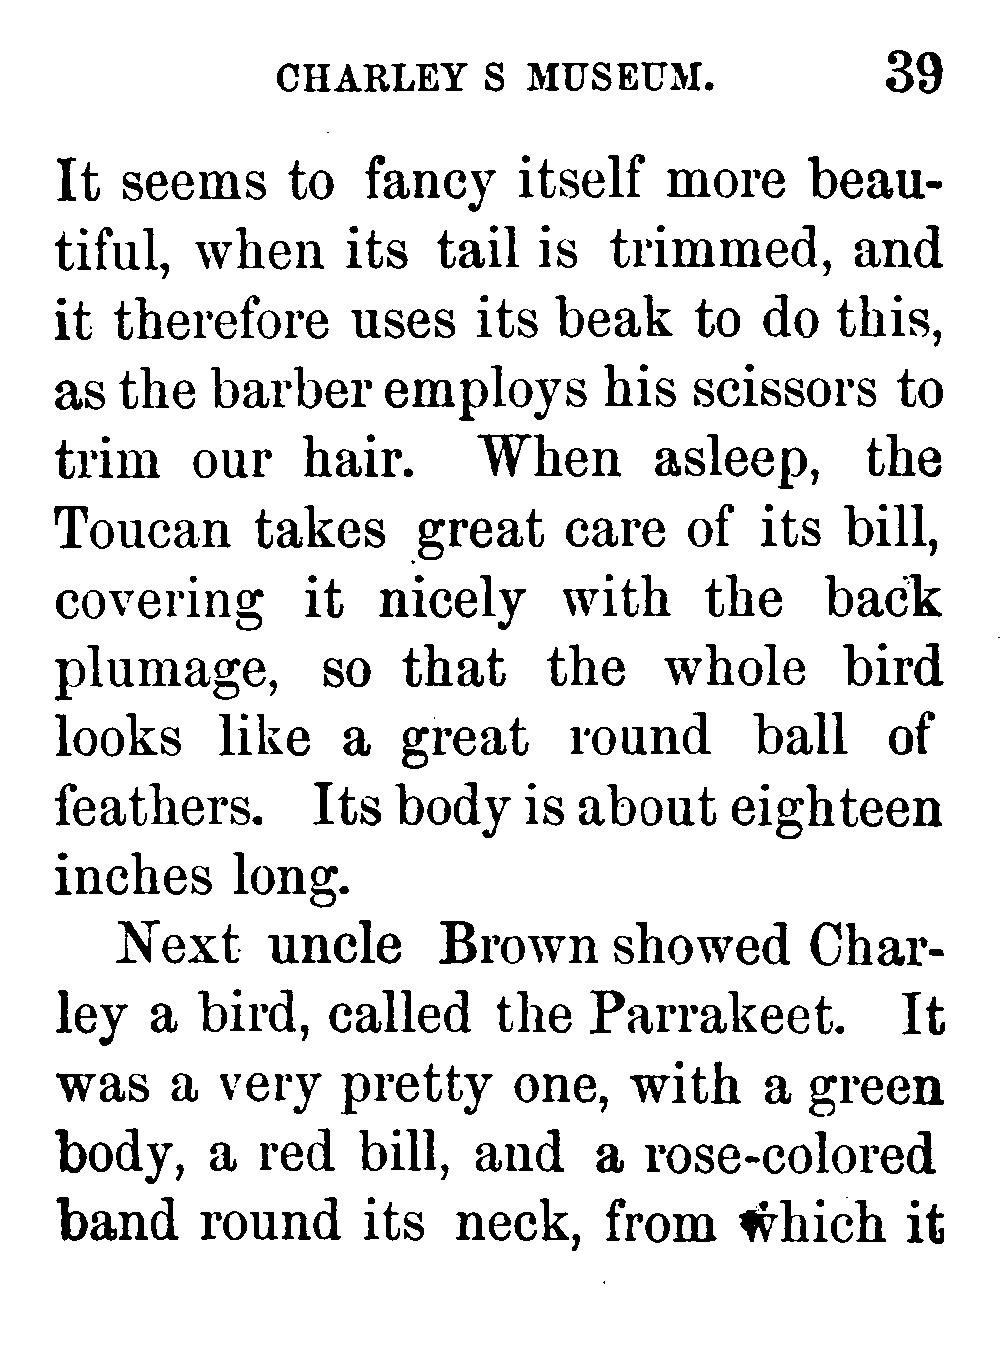 CHARLEY S MUSEUM. 39
It seems to fancy itself more beau-
tiful, when its tail is trimmed, and
it therefore uses its beak to do this,
as the barber employs his scissors to
trim our hair. When asleep, the
Toucan takes great care of its bill,
covering it nicely with the back
plumage, so that the whole bird
looks like a great round ball of
feathers. Its body is about eighteen
inches long.
Next uncle Brown showed Char-
ley a bird, called the Parrakeet. It
was a very pretty one, with a green
body, a red bill, and a rose-colored
band round its neck, from which it